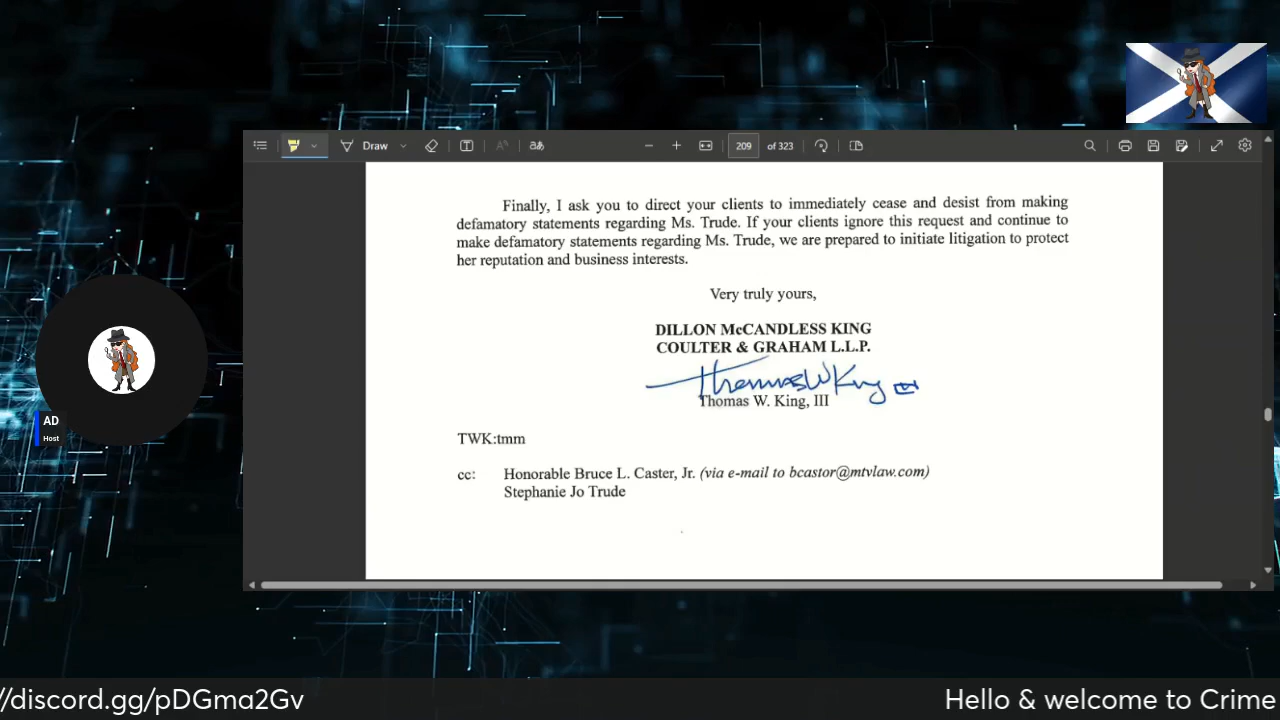 Draw
209 of 323
Finally, I ask you to direct your clients to immediately cease and desist from making
defamatory statements regarding Ms. Trude. If your clients ignore this request and continue to
make defamatory statements regarding Ms. Trude, we are prepared to initiate litigation to protect
her reputation and business interests.
Very truly yours,
DILLON McCANDLESS KING
COULTER & GRAHAM L.L.P.
Thomas W King
Thomas W. King, III
TWK:tmm
cc: Honorable Bruce L. Caster, Jr. (via e-mail to bcastor@mtvlaw.com)
Stephanie Jo Trude
AD
Host
//discord.gg/pDGma2Gv
Hello & welcome to Crime